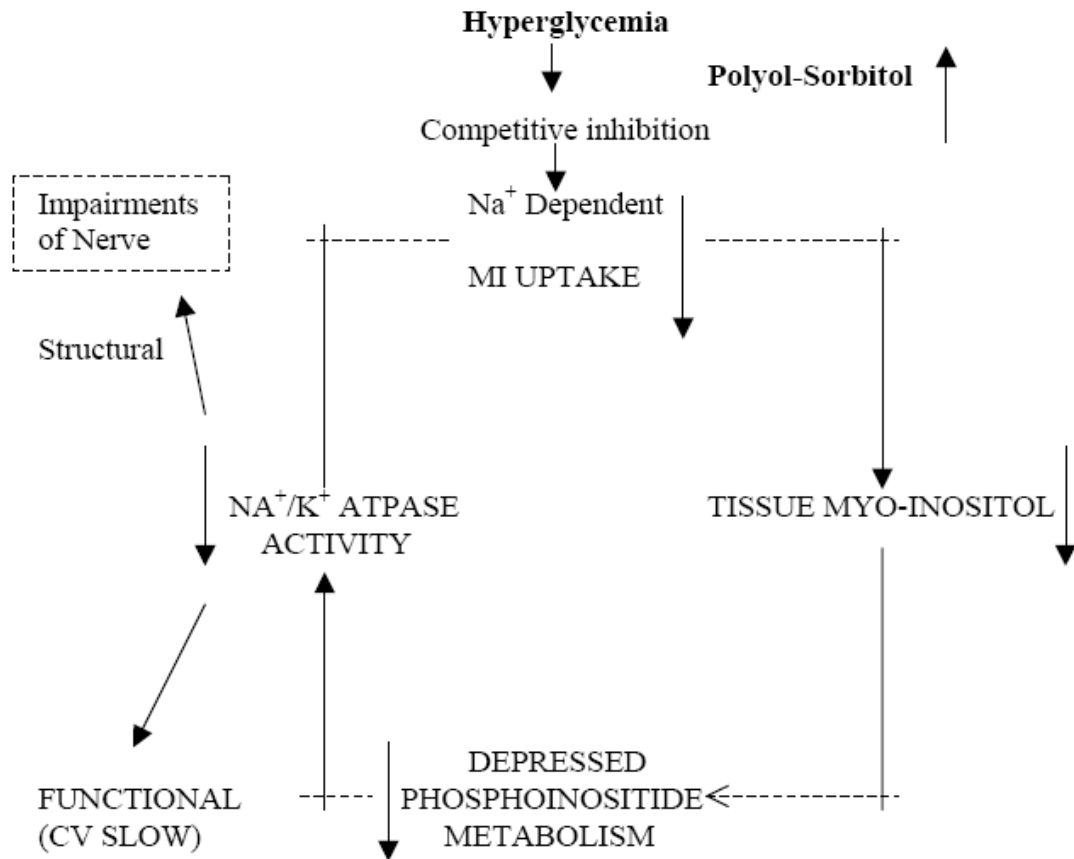 Hyperglycemia
Polyol-Sorbitol
Competitive inhibition
Impairments
of Nerve
Na⁺ Dependent
MI UPTAKE
Structural
NA⁺/K⁺ ATPASE
ACTIVITY
TISSUE MYO-INOSITOL
DEPRESSED
PHOSPHOINOSITIDE
METABOLISM
FUNCTIONAL
(CV SLOW)